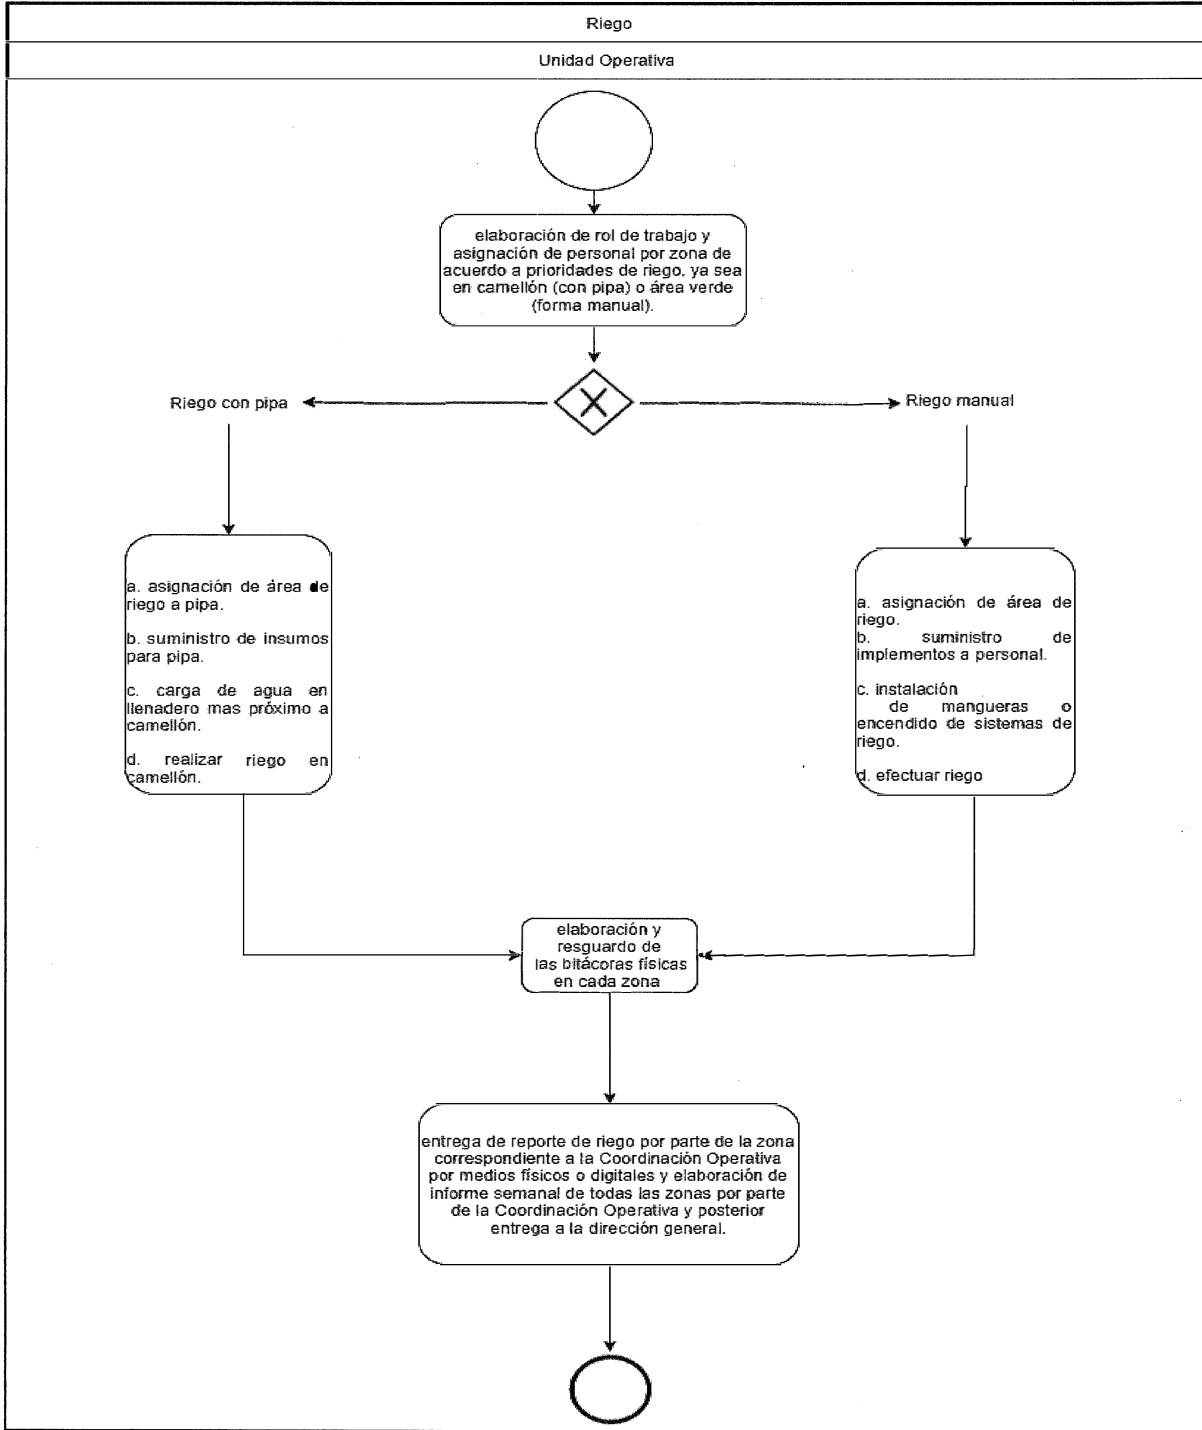 Riego
Unidad Operativa
elaboración de rol de trabajo y
asignación de personal por zona de
acuerdo a prioridades de riego, ya sea
en camellón (con pipa) o área verde
(forma manual).
Riego con pipa
Riego manual
a. asignación de área de
riego a pipa.
b. suministro de insumos
para pipa.
c. carga de agua en
llenadero mas próximo a
camellón.
d. realizar riego en
camellón.
a. asignación de área de
riego.
b. suministro de
implementos a personal.
c. instalación
de mangueras o
encendido de sistemas de
riego.
d. efectuar riego
elaboración y
resguardo de
las bitácoras físicas
en cada zona
entrega de reporte de riego por parte de la zona
correspondiente a la Coordinación Operativa
por medios físicos o digitales y elaboración de
informe semanal de todas las zonas por parte
de la Coordinación Operativa y posterior
entrega a la dirección general.